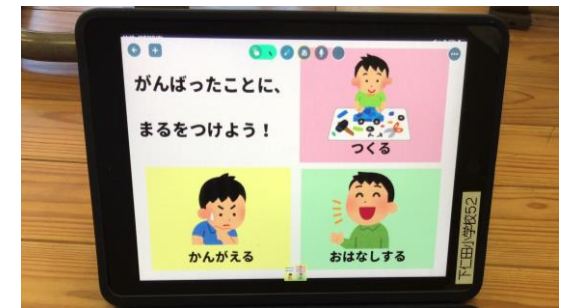 がんばったことに、
まるをつけよう！
つくる
かんがえる
おはなしする
下仁田小学校52